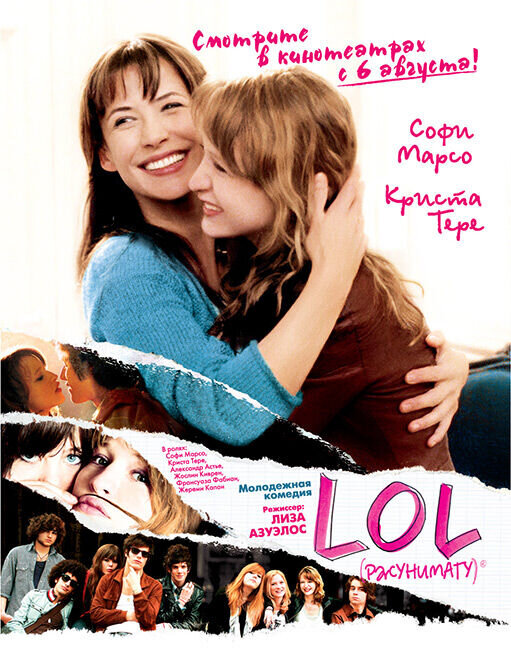 Смотрите
в кинотеатрах
с 6 августа!
Софи
Марсо
Криста
Тере
В ролях:
Софи Марсо,
Криста Тере,
Александр Астье,
Жослин Киврен,
Франсуаза Фабиан,
Жереми Капон
Молодежная
комедия
Режиссер:
ЛИЗА
АЗУЭЛОС
LOL
(РЖУНИМАГУ)®